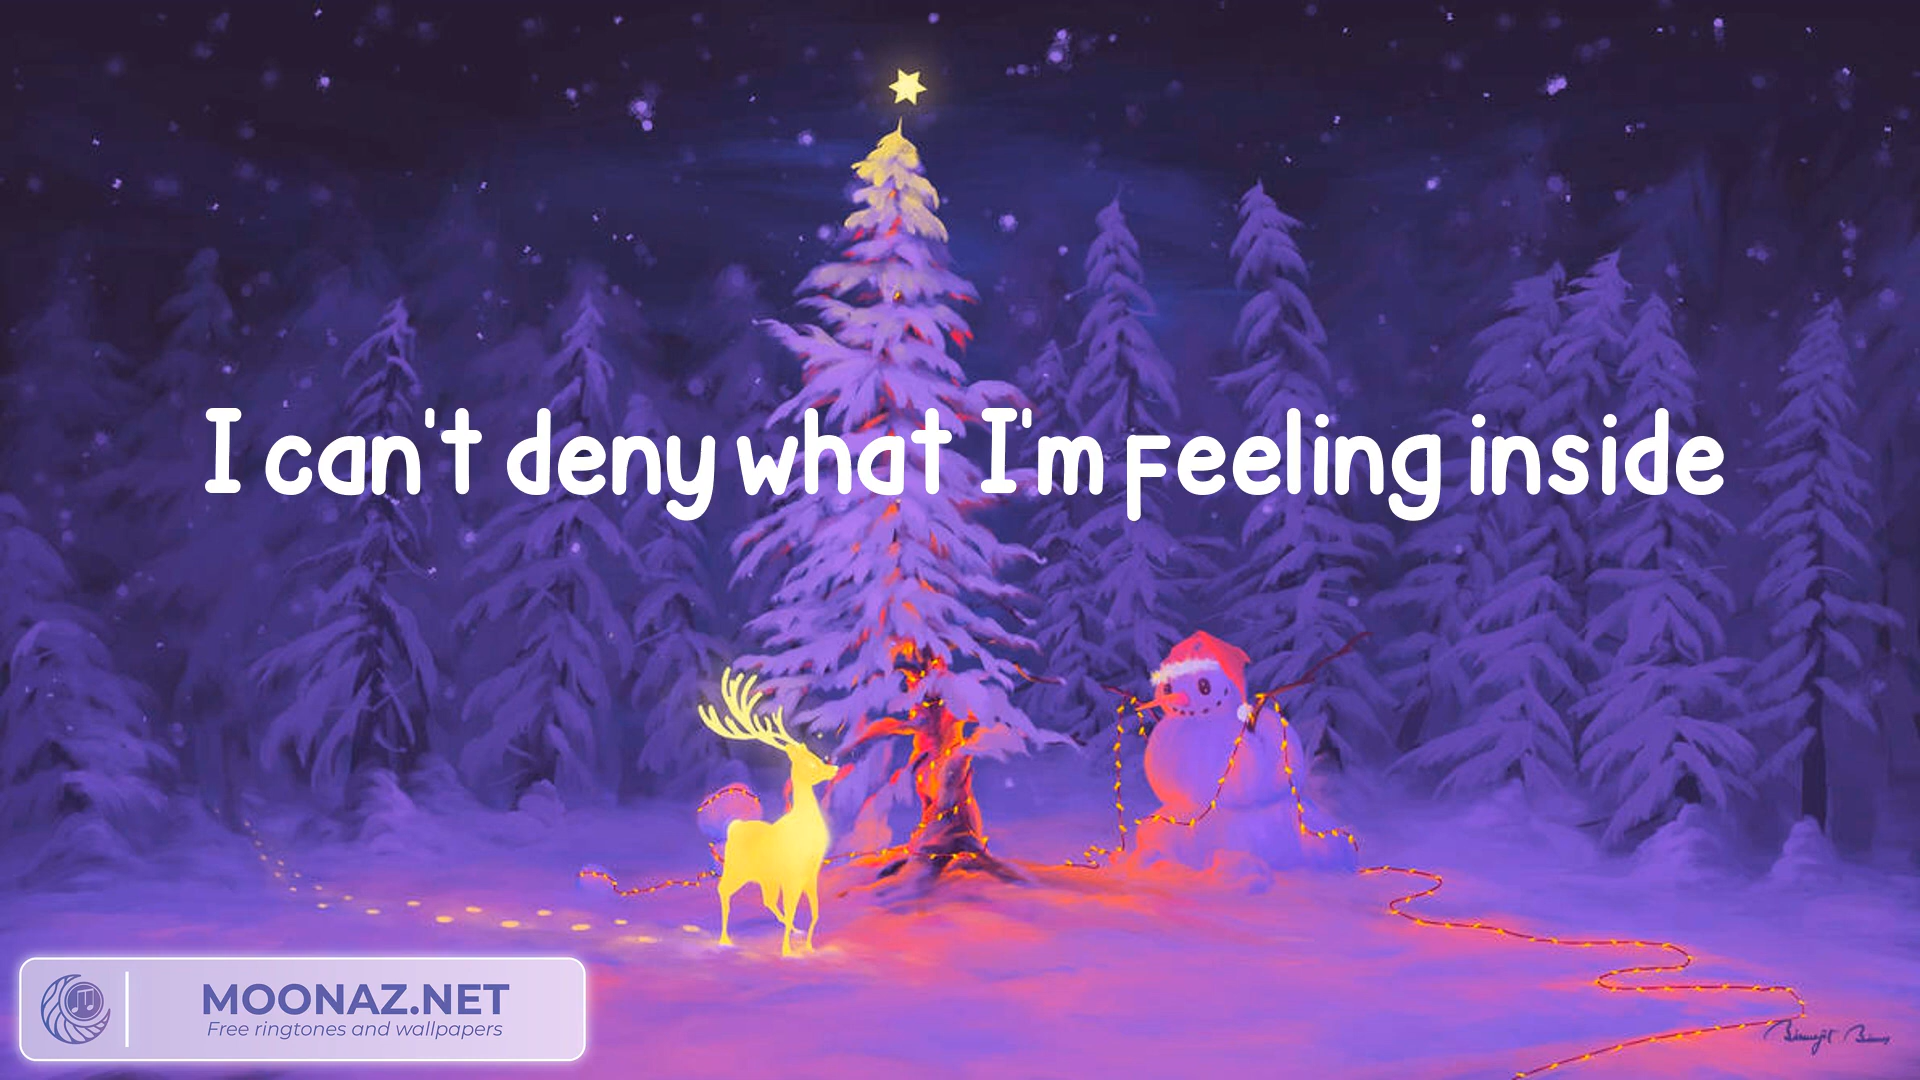 I can't deny what I'm feeling inside
MOONAZ.NET
Free ringtones and wallpapers